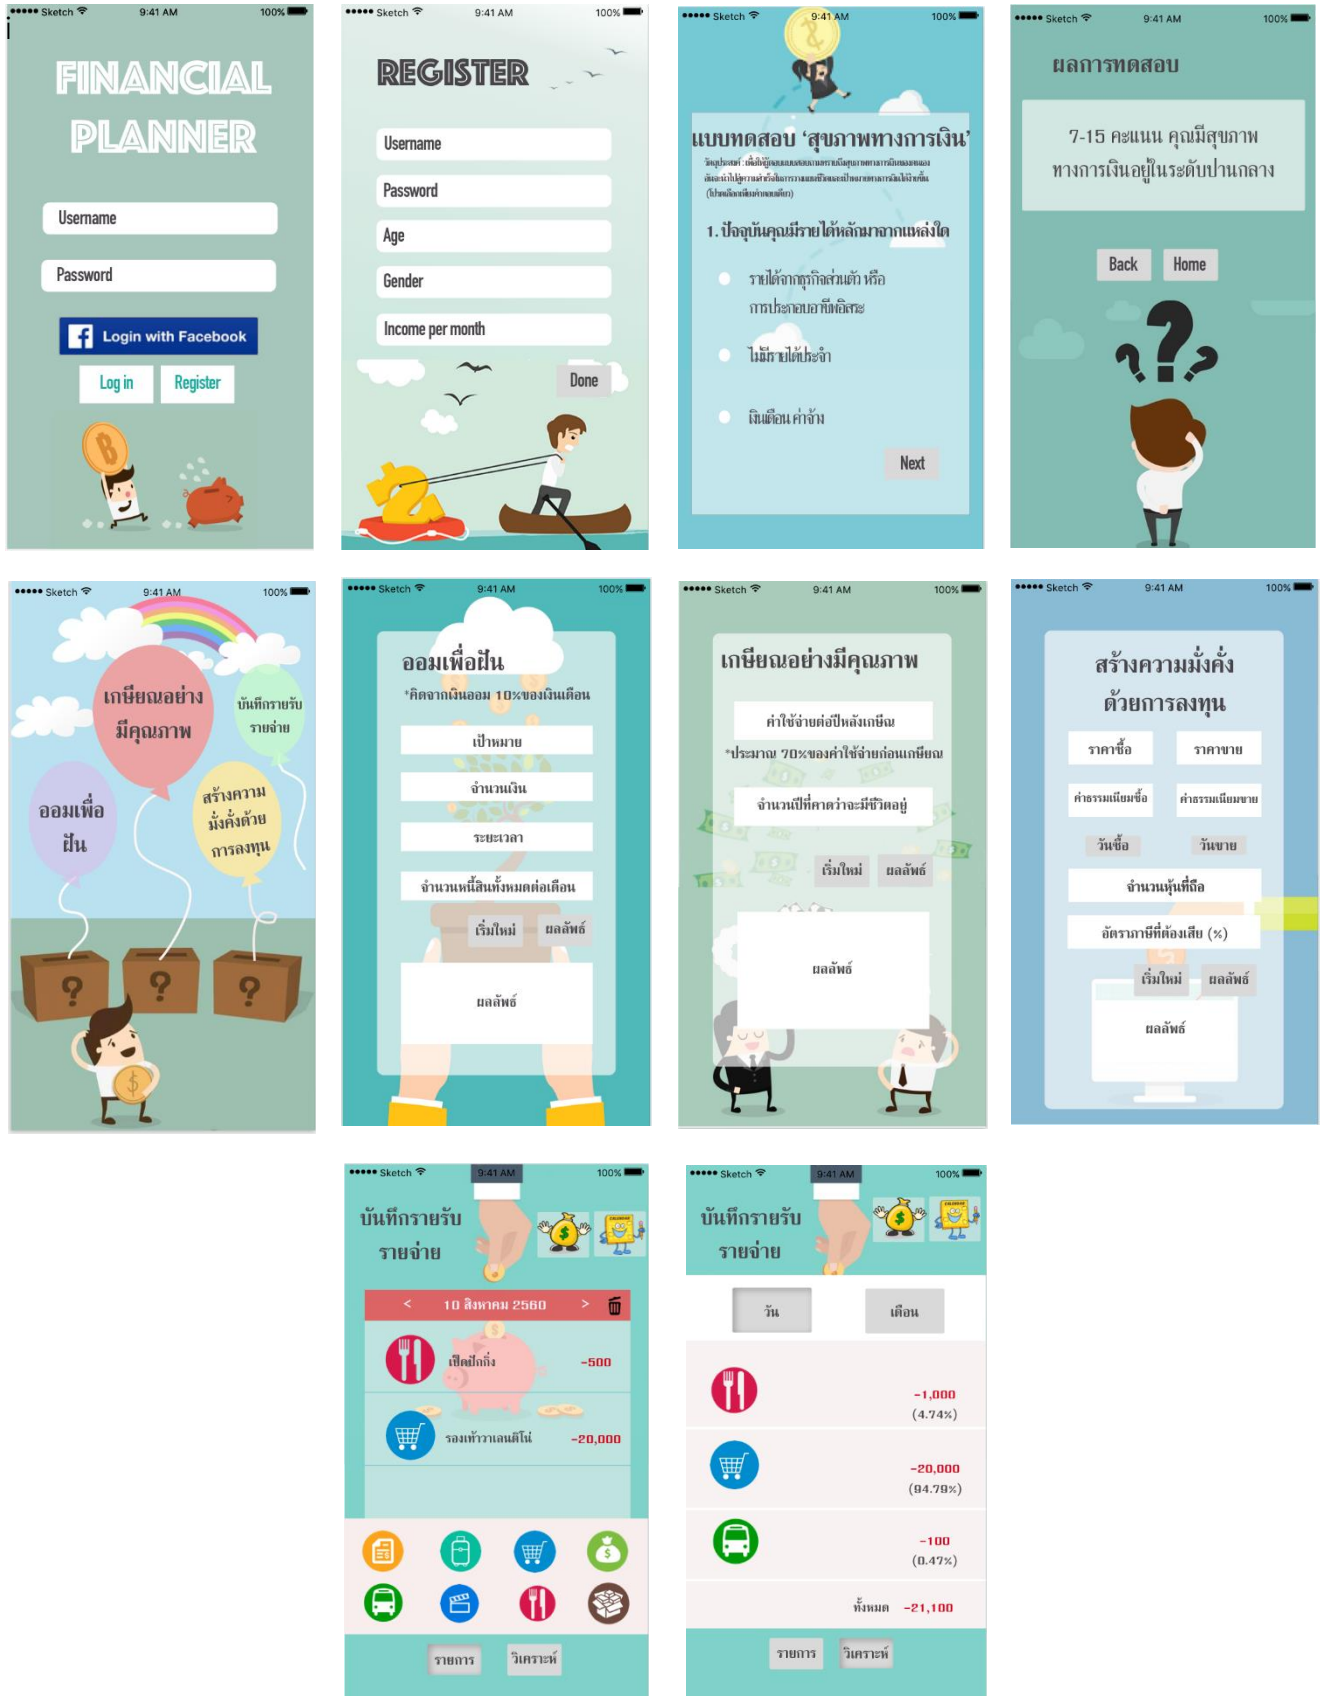 Sketch 9:41 AM 100%
FINANCIAL
PLANNER
Username
Password
f Login with Facebook
Log in Register
Sketch 9:41 AM 100%
REGISTER
Username
Password
Age
Gender
Income per month
Done
Sketch 9:41 AM 100%
แบบทดสอบ ‘สุขภาพทางการเงิน’
(โปรดเลือกเพียงคำตอบเดียว)
1. ปัจจุบันคุณมีรายได้หลักมาจากแหล่งใด
รายได้จากธุรกิจส่วนตัว หรือ
การประกอบอาชีพอิสระ
ไม่มีรายได้ประจำ
เงินเดือน ค่าจ้าง
Next
Sketch 9:41 AM 100%
ผลการทดสอบ
7-15 คะแนน คุณมีสุขภาพ
ทางการเงินอยู่ในระดับปานกลาง
Back Home
Sketch 9:41 AM 100%
เกษียณอย่าง
มีคุณภาพ
บันทึกรายรับ
รายจ่าย
ออมเพื่อ
ฝัน
สร้างความ
มั่งคั่งด้วย
การลงทุน
? ? ?
Sketch 9:41 AM 100%
ออมเพื่อฝัน
*คิดจากเงินออม 10%ของเงินเดือน
เป้าหมาย
จำนวนเงิน
ระยะเวลา
จำนวนหนี้สินทั้งหมดต่อเดือน
เริ่มใหม่ ผลลัพธ์
ผลลัพธ์
Sketch 9:41 AM 100%
เกษียณอย่างมีคุณภาพ
ค่าใช้จ่ายต่อปีหลังเกษียณ
*ประมาณ 70%ของค่าใช้จ่ายก่อนเกษียณ
จำนวนปีที่คาดว่าจะมีชีวิตอยู่
เริ่มใหม่ ผลลัพธ์
ผลลัพธ์
Sketch 9:41 AM 100%
สร้างความมั่งคั่ง
ด้วยการลงทุน
ราคาซื้อ ราคาขาย
ค่าธรรมเนียมซื้อ ค่าธรรมเนียมขาย
วันซื้อ วันขาย
จำนวนหุ้นที่ถือ
อัตราภาษีที่ต้องเสีย (%)
เริ่มใหม่ ผลลัพธ์
ผลลัพธ์
Sketch 9:41 AM 100%
บันทึกรายรับ
รายจ่าย
< 10 สิงหาคม 2560 >
เป็ดปักกิ่ง -500
รองเท้าวาเลนติโน่ -20,000
รายการ วิเคราะห์
Sketch 9:41 AM 100%
บันทึกรายรับ
รายจ่าย
วัน เดือน
-1,000
(4.74%)
-20,000
(94.79%)
-100
(0.47%)
ทั้งหมด -21,100
รายการ วิเคราะห์